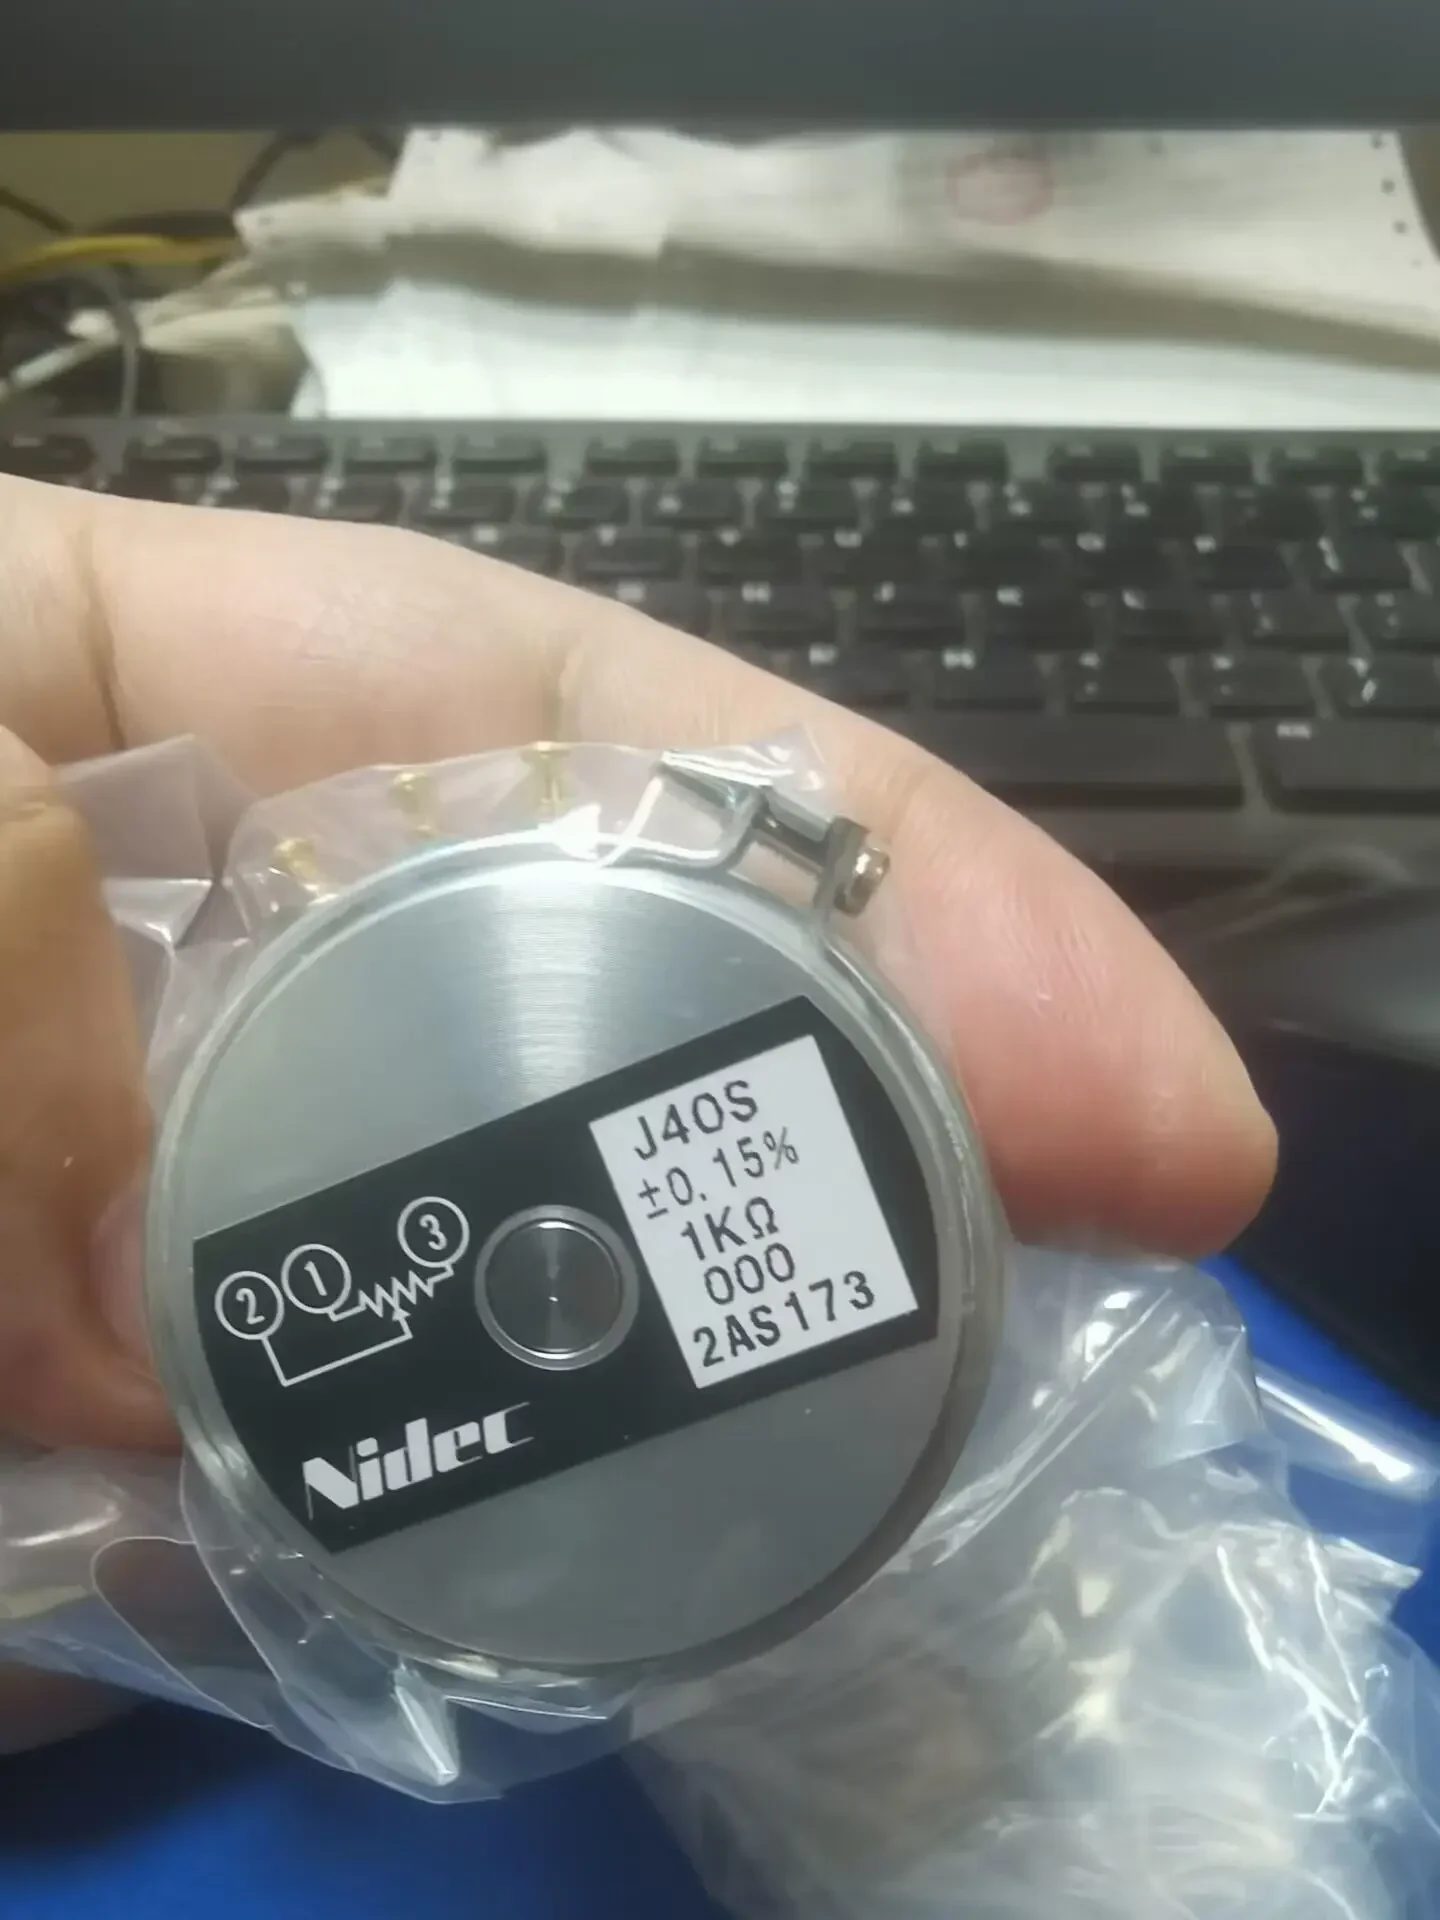 J40S
±0.15%
1KΩ
000
2AS173
2 1 3
Nidec